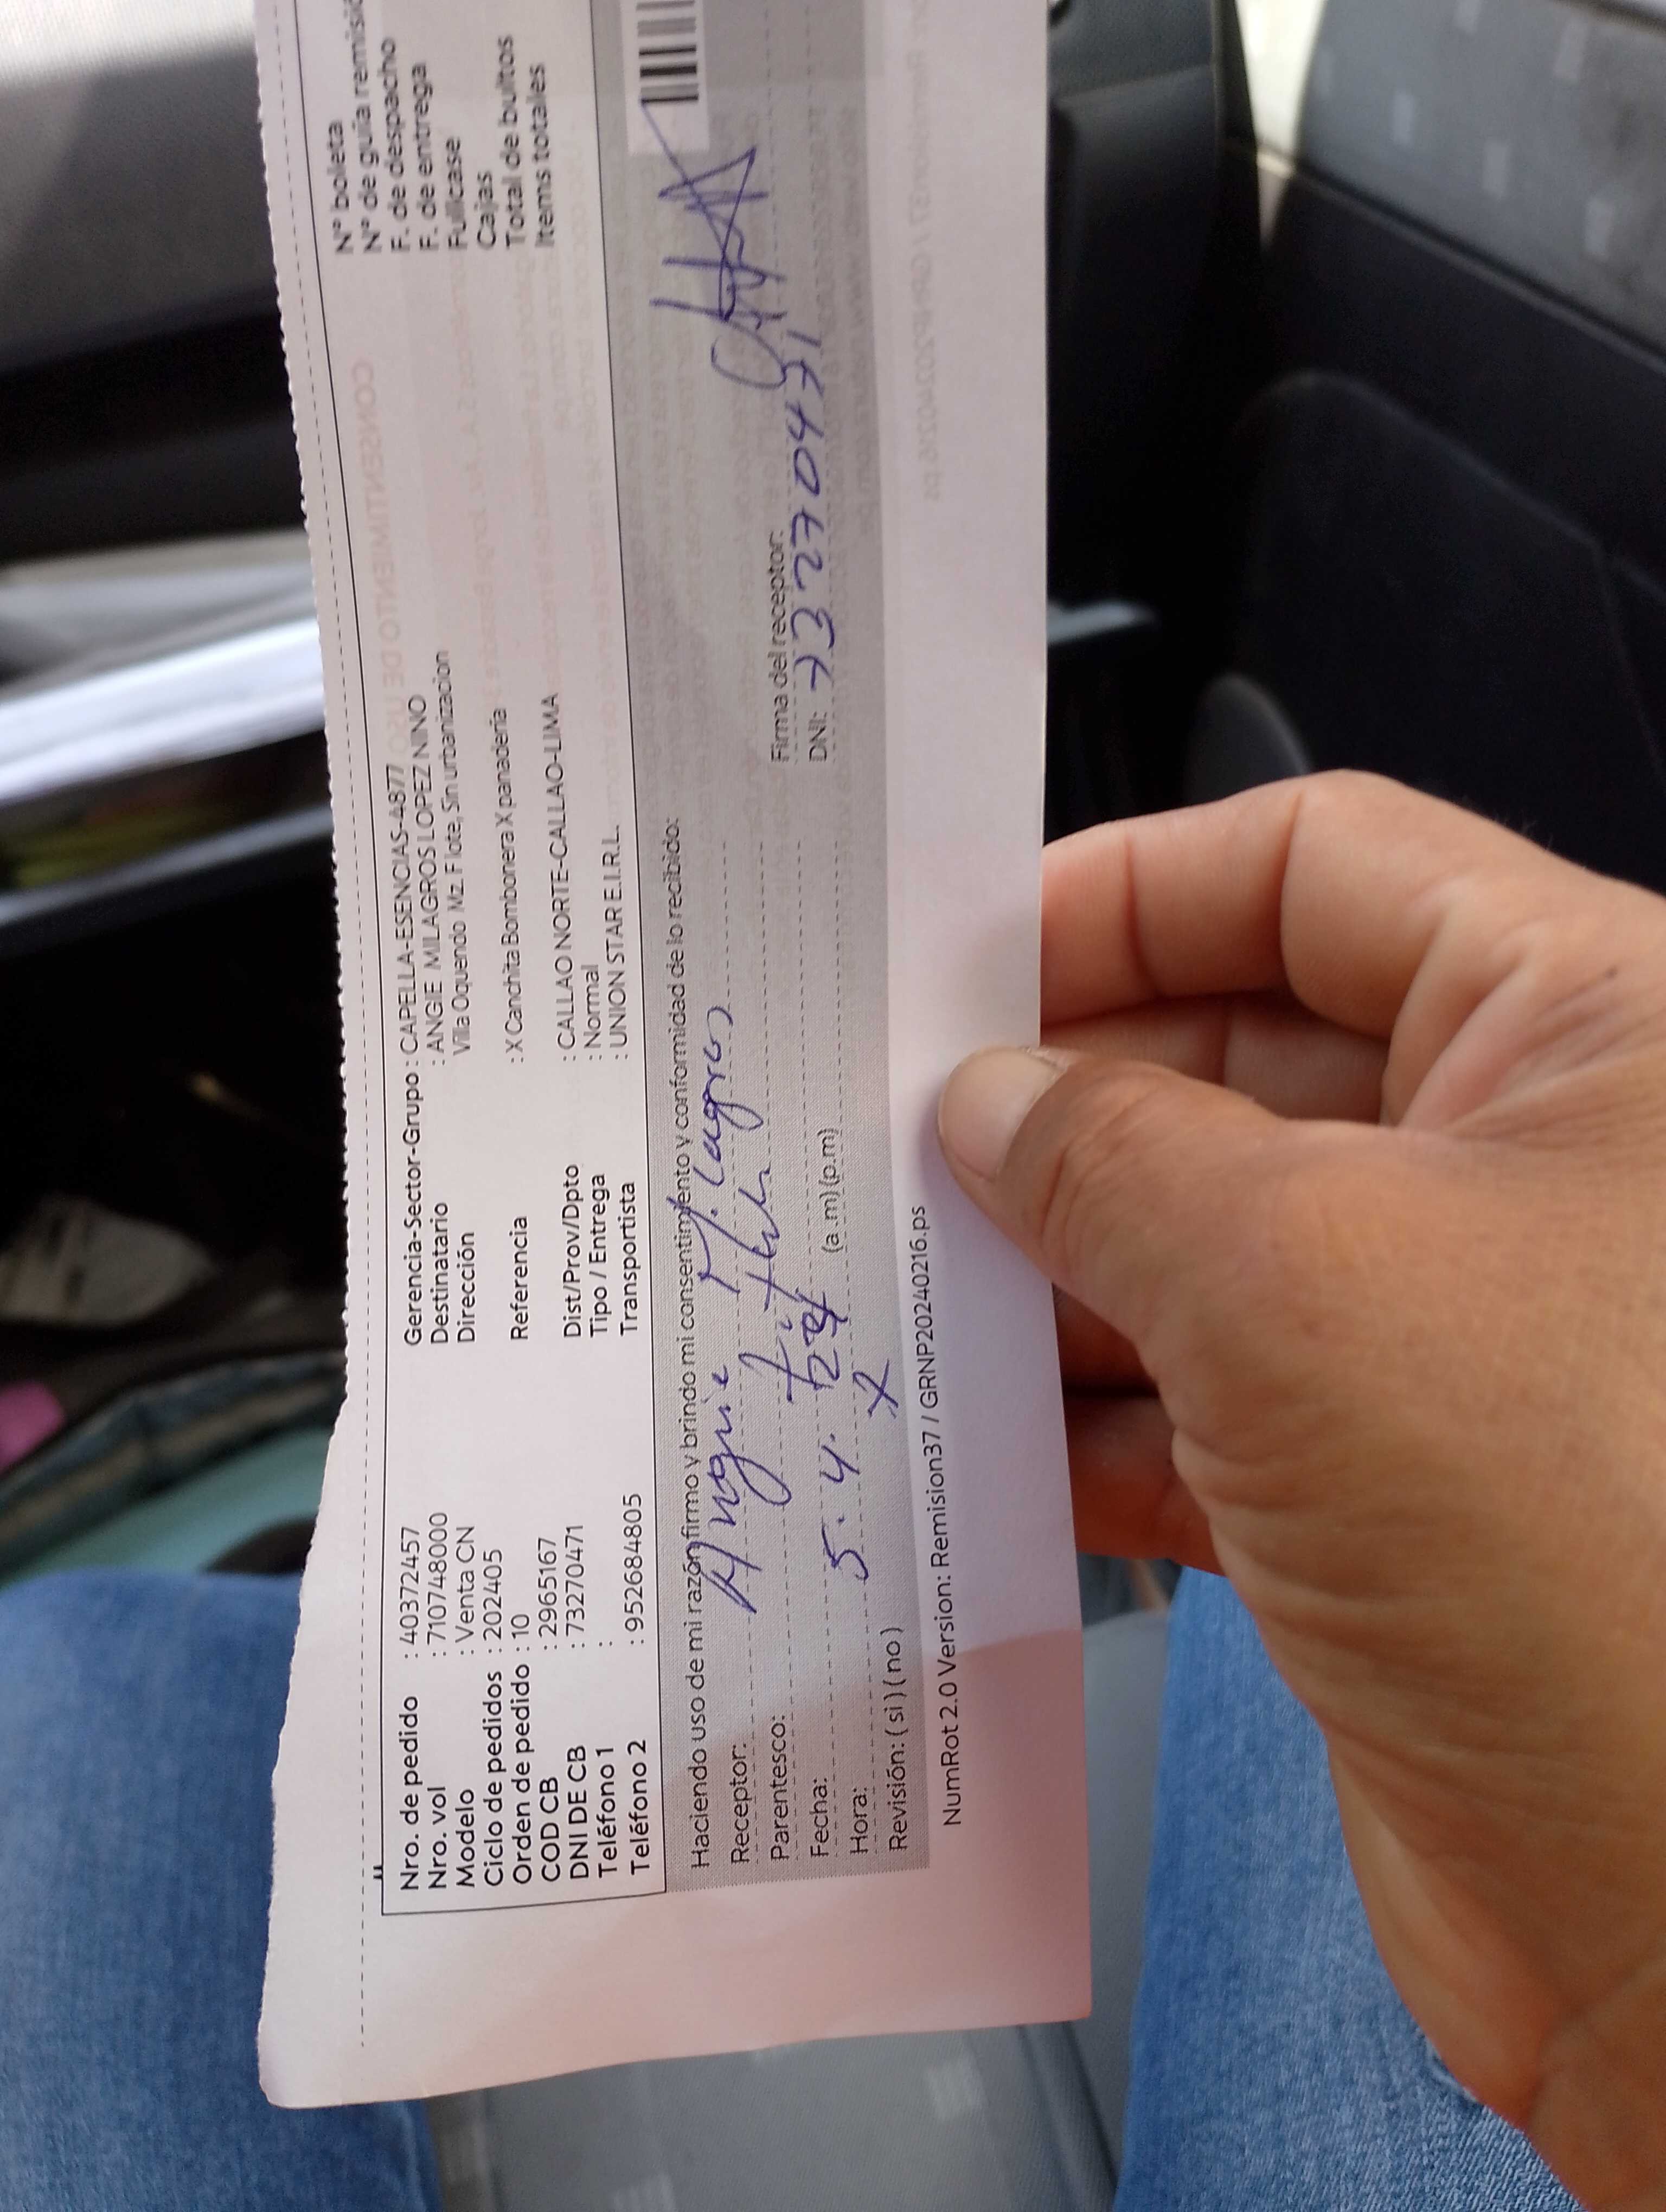 Nro. de pedido : 40372457
Nro. vol : 710748000
Modelo : Venta CN
Ciclo de pedidos : 202405
Orden de pedido : 10
COD CB : 2965167
DNI DE CB : 73270471
Teléfono 1 :
Teléfono 2 : 952684805
Gerencia-Sector-Grupo : CAPELLA-ESENCIAS-4877
Destinatario : ANGIE MILAGROS LOPEZ NINO
Dirección Villa Oquendo Mz. F lote, Sin urbanizacion
Referencia : X Canchita Bombonera X panaderia
Dist/Prov/Dpto : CALLAO NORTE-CALLAO-LIMA
Tipo / Entrega : Normal
Transportista : UNION STAR E.I.R.L.
N° boleta
N° de guía remisió
F. de despacho
F. de entrega
Fullcase
Cajas
Total de bultos
Items totales
Haciendo uso de mi razón firmo y brindo mi consentimiento y conformidad de lo recibido:
Receptor: Angie Milagros
Parentesco: Titular
Fecha: 5. 4.
Hora: (a.m) (p.m)
Revisión: ( si ) ( no ) X
Firma del receptor:
DNI: 73270471
NumRot 2.0 Version: Remision37 / GRNP20240216.ps